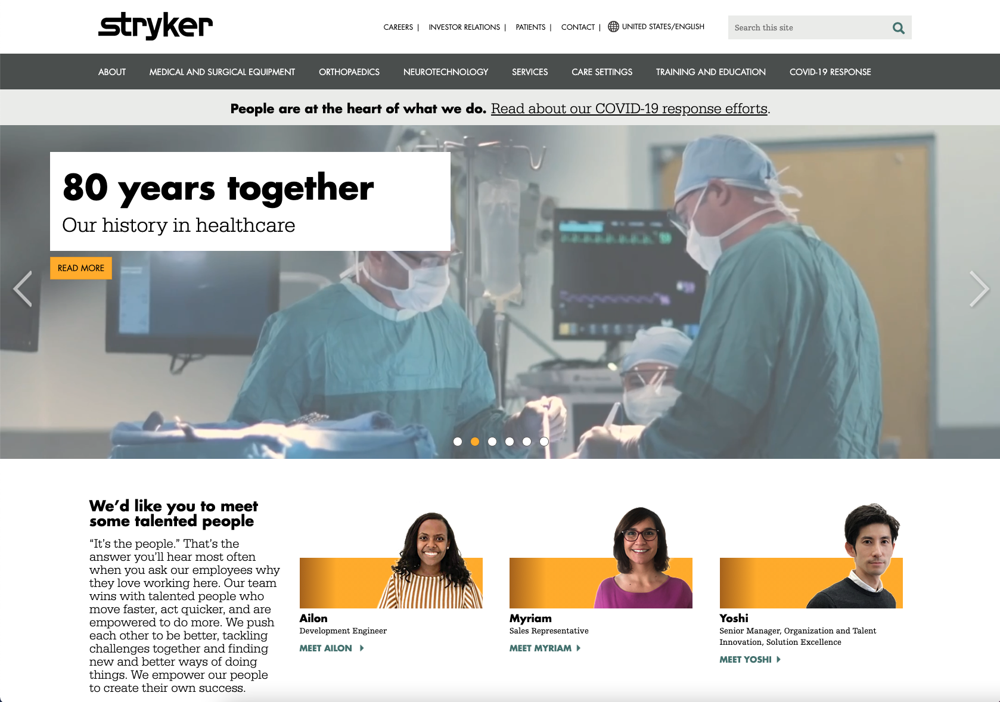 stryker
CAREERS | INVESTOR RELATIONS | PATIENTS | CONTACT | UNITED STATES/ENGLISH
Search this site
ABOUT MEDICAL AND SURGICAL EQUIPMENT ORTHOPAEDICS NEUROTECHNOLOGY SERVICES CARE SETTINGS TRAINING AND EDUCATION COVID-19 RESPONSE
People are at the heart of what we do. Read about our COVID-19 response efforts.
80 years together
Our history in healthcare
READ MORE
We’d like you to meet
some talented people
“It’s the people.” That’s the
answer you’ll hear most often
when you ask our employees why
they love working here. Our team
wins with talented people who
move faster, act quicker, and are
empowered to do more. We push
each other to be better, tackling
challenges together and finding
new and better ways of doing
things. We empower our people
to create their own success.
Ailon
Development Engineer
MEET AILON
Myriam
Sales Representative
MEET MYRIAM
Yoshi
Senior Manager, Organization and Talent
Innovation, Solution Excellence
MEET YOSHI